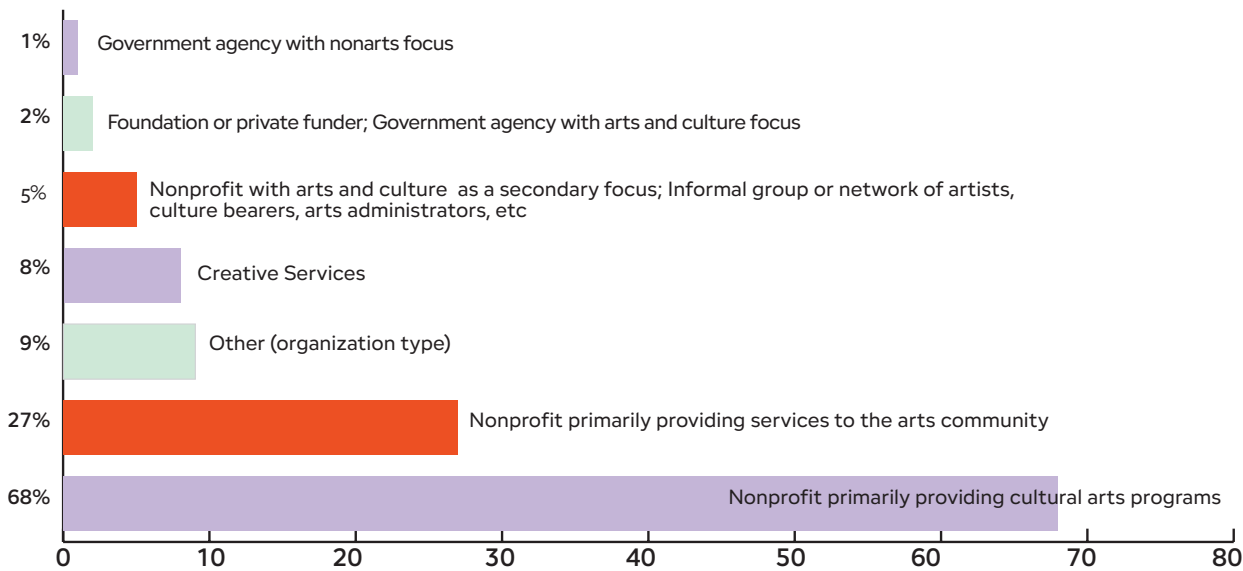 1% Government agency with nonarts focus
2% Foundation or private funder; Government agency with arts and culture focus
5% Nonprofit with arts and culture as a secondary focus; Informal group or network of artists,
culture bearers, arts administrators, etc
8% Creative Services
9% Other (organization type)
27% Nonprofit primarily providing services to the arts community
68% Nonprofit primarily providing cultural arts programs
0 10 20 30 40 50 60 70 80